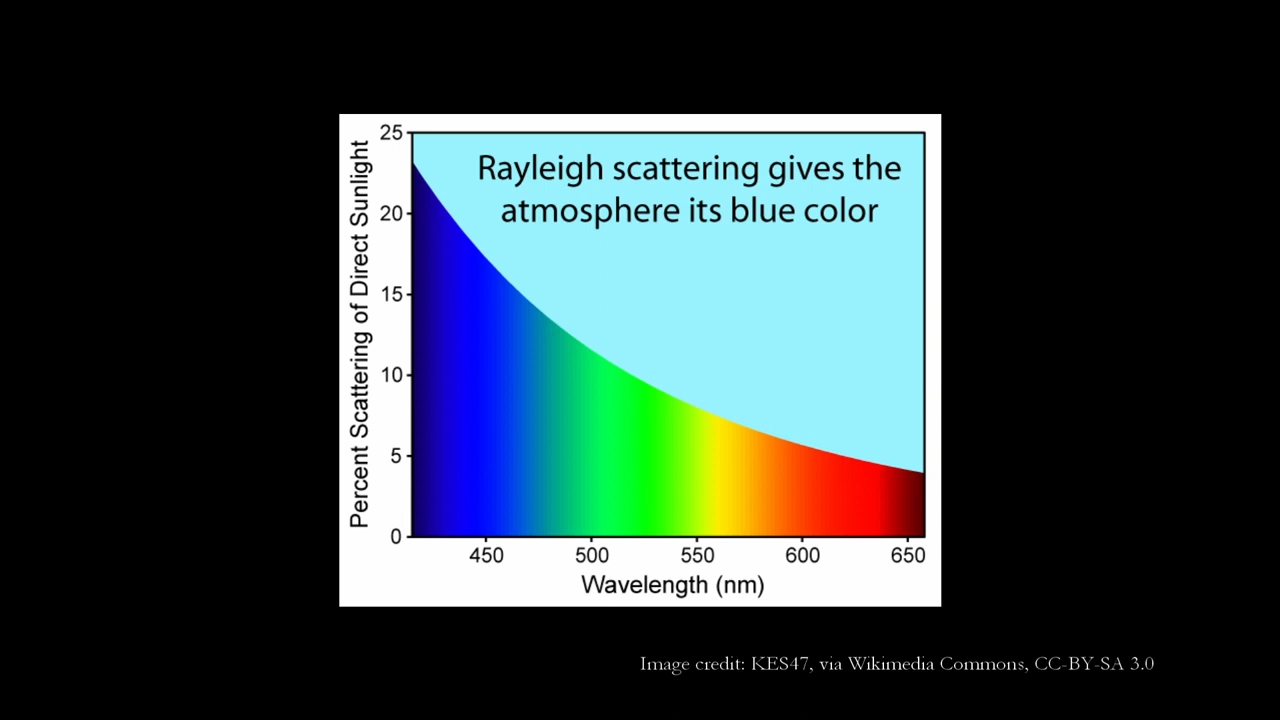 Rayleigh scattering gives the
atmosphere its blue color
Percent Scattering of Direct Sunlight
25
20
15
10
5
0
450 500 550 600 650
Wavelength (nm)
Image credit: KES47, via Wikimedia Commons, CC-BY-SA 3.0